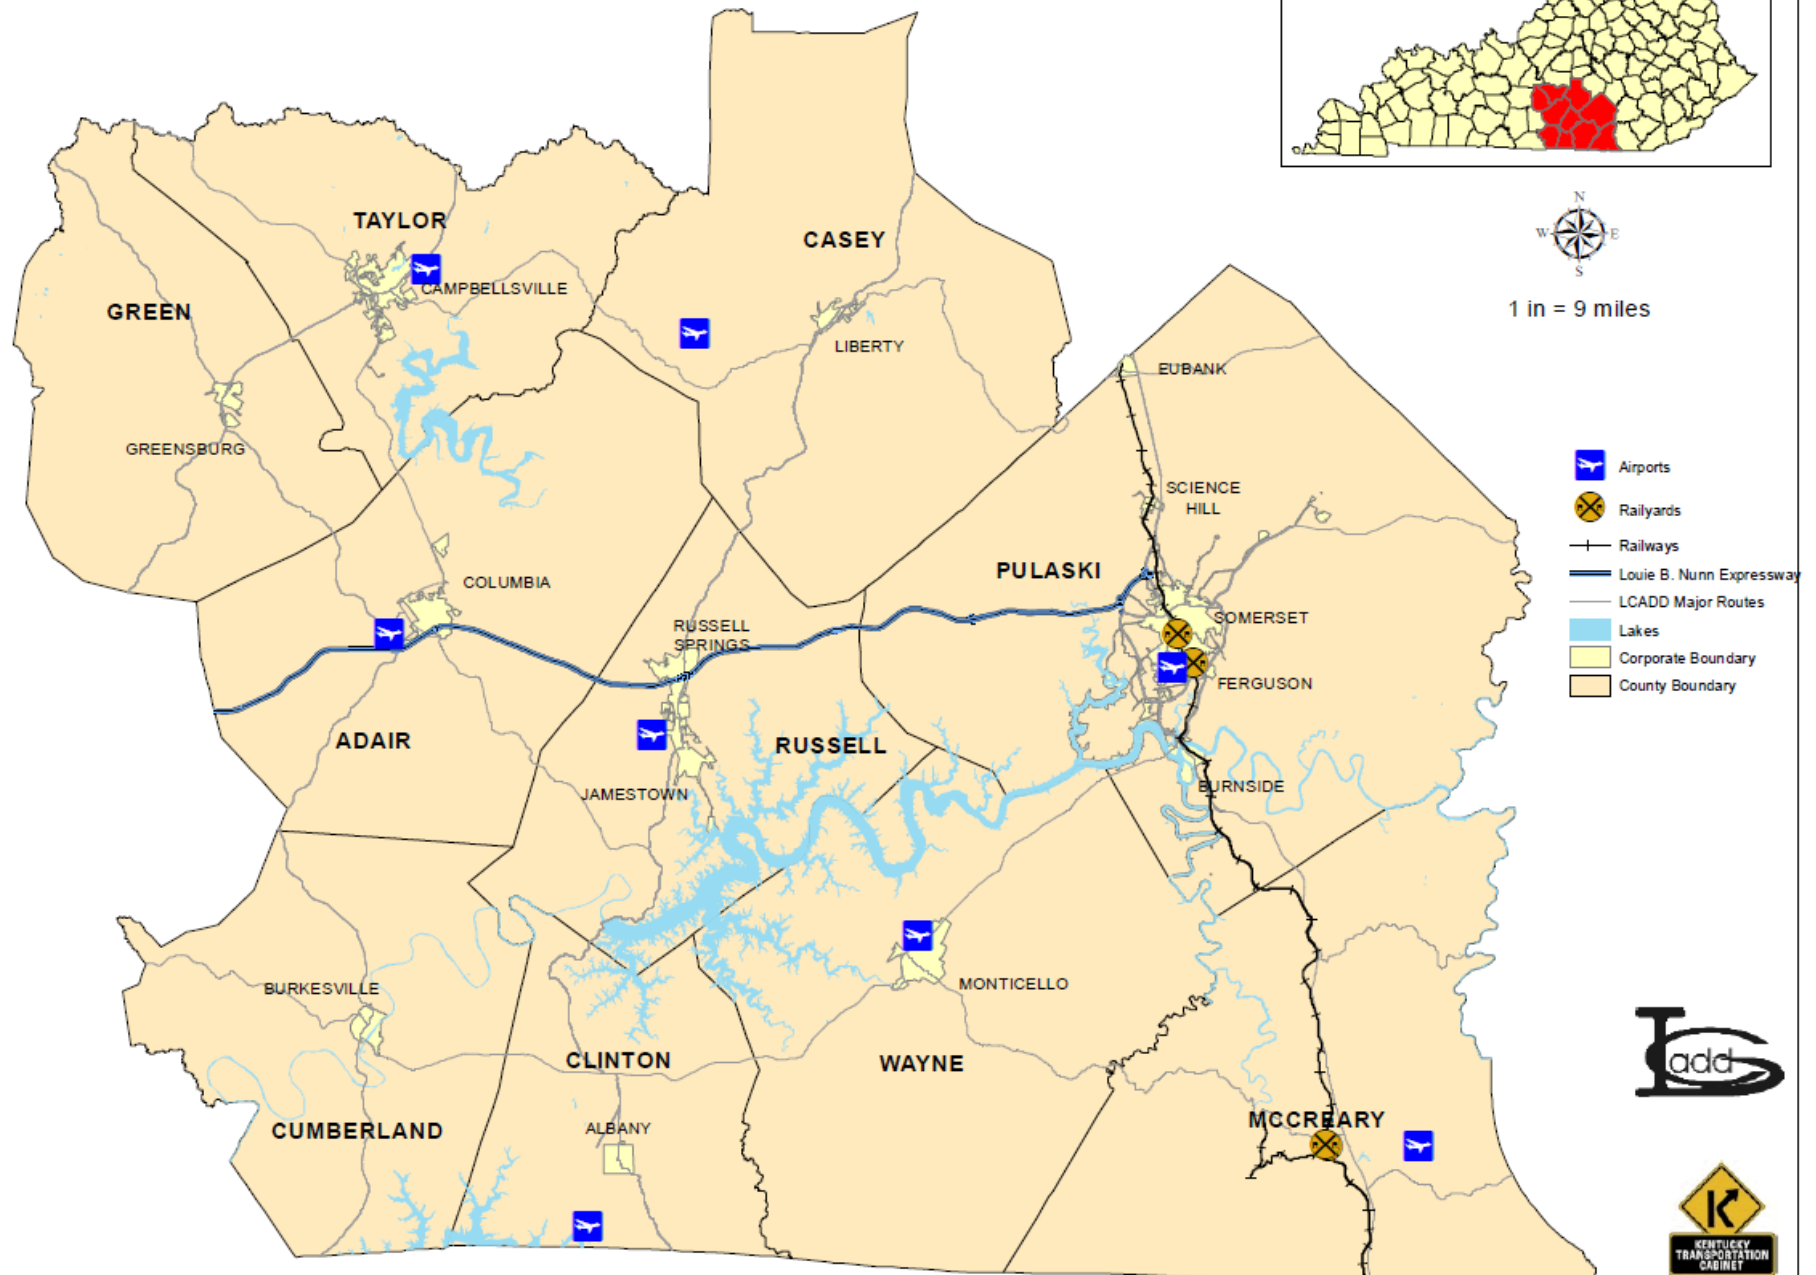 N
W E
S
1 in = 9 miles
TAYLOR
CASEY
CAMPBELLSVILLE
GREEN
LIBERTY
EUBANK
GREENSBURG
SCIENCE
HILL
PULASKI
COLUMBIA
SOMERSET
RUSSELL
SPRINGS
FERGUSON
ADAIR
RUSSELL
JAMESTOWN
BURNSIDE
BURKESVILLE
MONTICELLO
CLINTON
WAYNE
CUMBERLAND
ALBANY
MCCREARY
Airports
Railyards
Railways
Louie B. Nunn Expressway
LCADD Major Routes
Lakes
Corporate Boundary
County Boundary
LCadd
K
KENTUCKY
TRANSPORTATION
CABINET